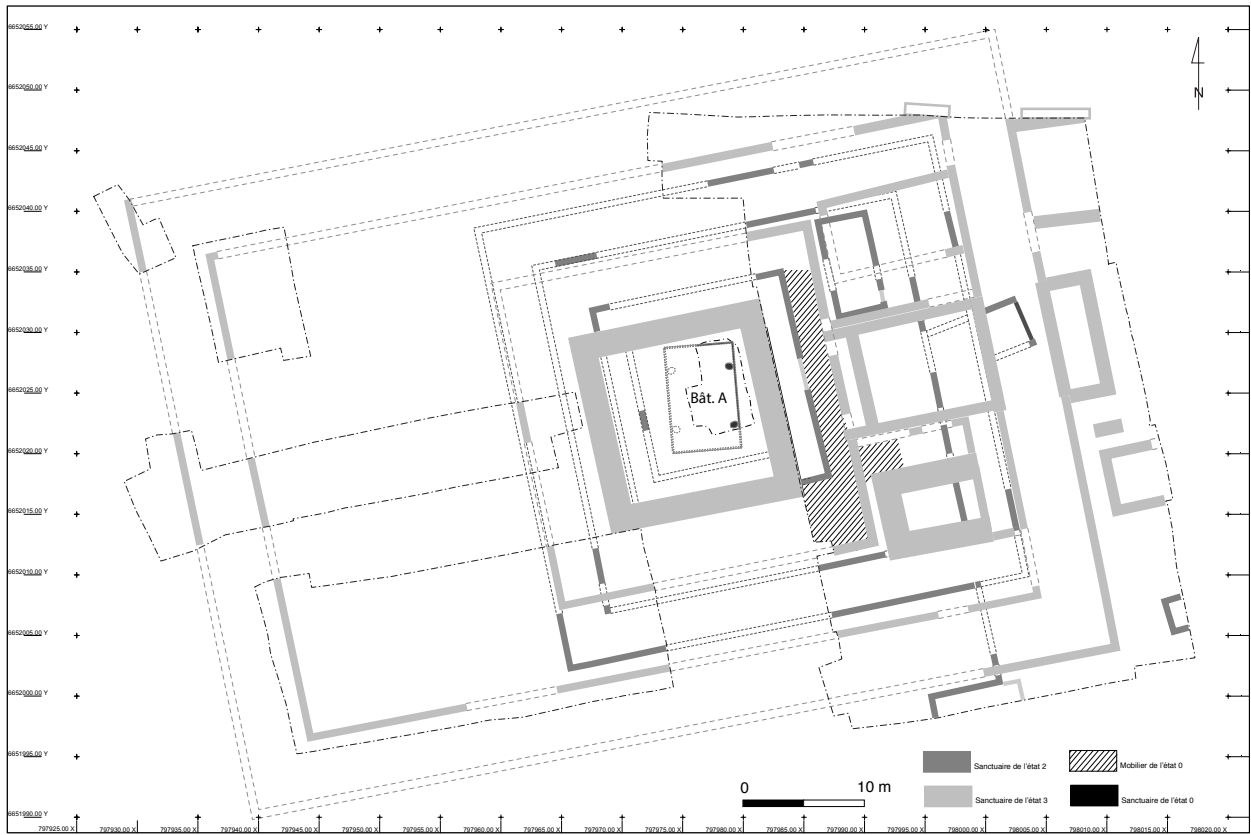 6652055.00 Y
6652050.00 Y
N
6652045.00 Y
6652040.00 Y
6652035.00 Y
6652030.00 Y
6652025.00 Y
Bât. A
6652020.00 Y
6652015.00 Y
6652010.00 Y
6652005.00 Y
6652000.00 Y
6651995.00 Y
Sanctuaire de l'état 2
Mobilier de l'état 0
0 10 m
Sanctuaire de l'état 3
Sanctuaire de l'état 0
6651990.00 Y
797925.00 X 797930.00 X 797935.00 X 797940.00 X 797945.00 X 797950.00 X 797955.00 X 797960.00 X 797965.00 X 797970.00 X 797975.00 X 797980.00 X 797985.00 X 797990.00 X 797995.00 X 798000.00 X 798005.00 X 798010.00 X 798015.00 X 798020.00 X